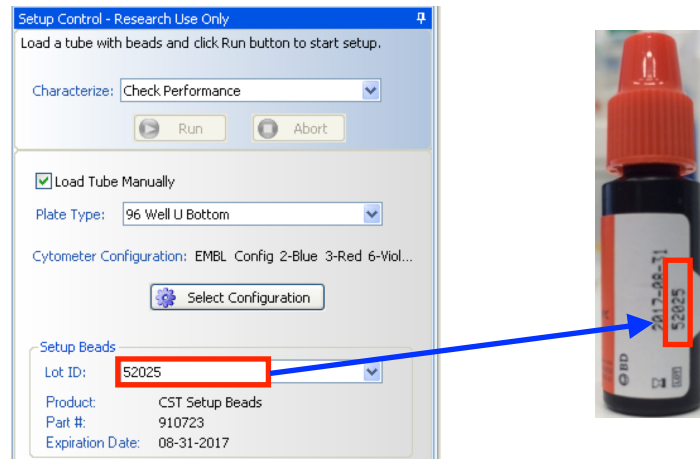 Setup Control - Research Use Only
Load a tube with beads and click Run button to start setup.
Characterize: Check Performance
Run Abort
Load Tube Manually
Plate Type: 96 Well U Bottom
Cytometer Configuration: EMBL Config 2-Blue 3-Red 6-Viol...
Select Configuration
Setup Beads
Lot ID: 52025
Product: CST Setup Beads
Part #: 910723
Expiration Date: 08-31-2017
2017-08-31
52025
BD
LOT